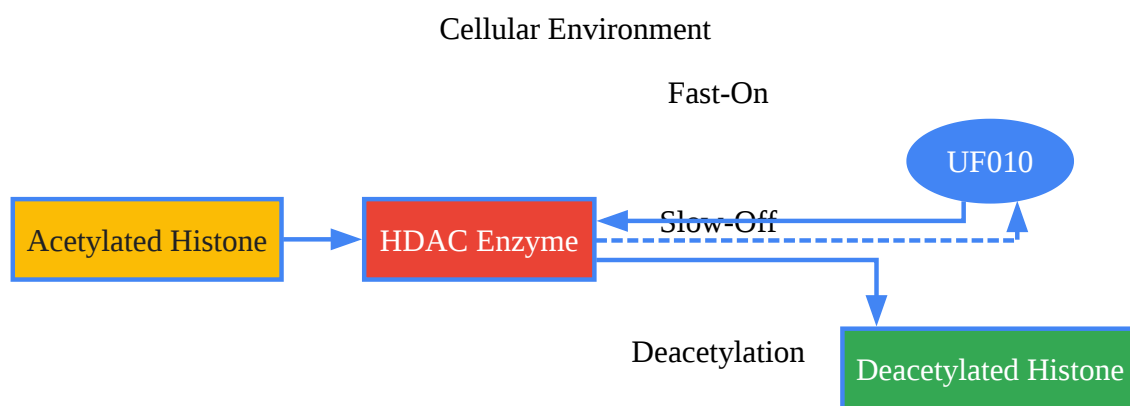 Cellular Environment
Fast-On
UF010
Acetylated Histone
HDAC Enzyme
Slow-Off
Deacetylation
Deacetylated Histone